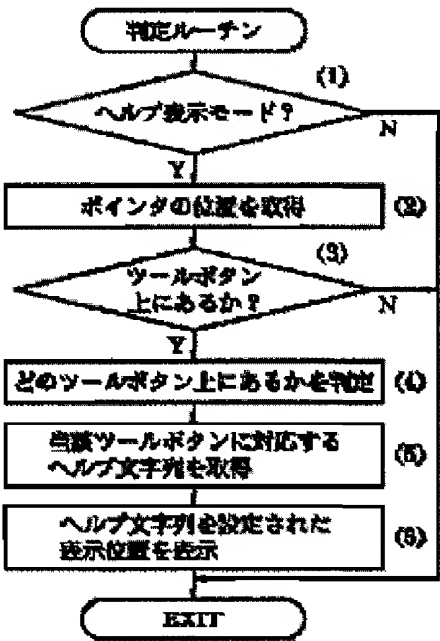 判定ルーチン
(1)
ヘルプ表示モード?
N
Y
ポインタの位置を取得
(2)
(3)
ツールボタン
上にあるか?
N
Y
どのツールボタン上にあるかを判定
(4)
当該ツールボタンに対応する
ヘルプ文字列を取得
(5)
ヘルプ文字列を設定された
表示位置を表示
(6)
EXIT